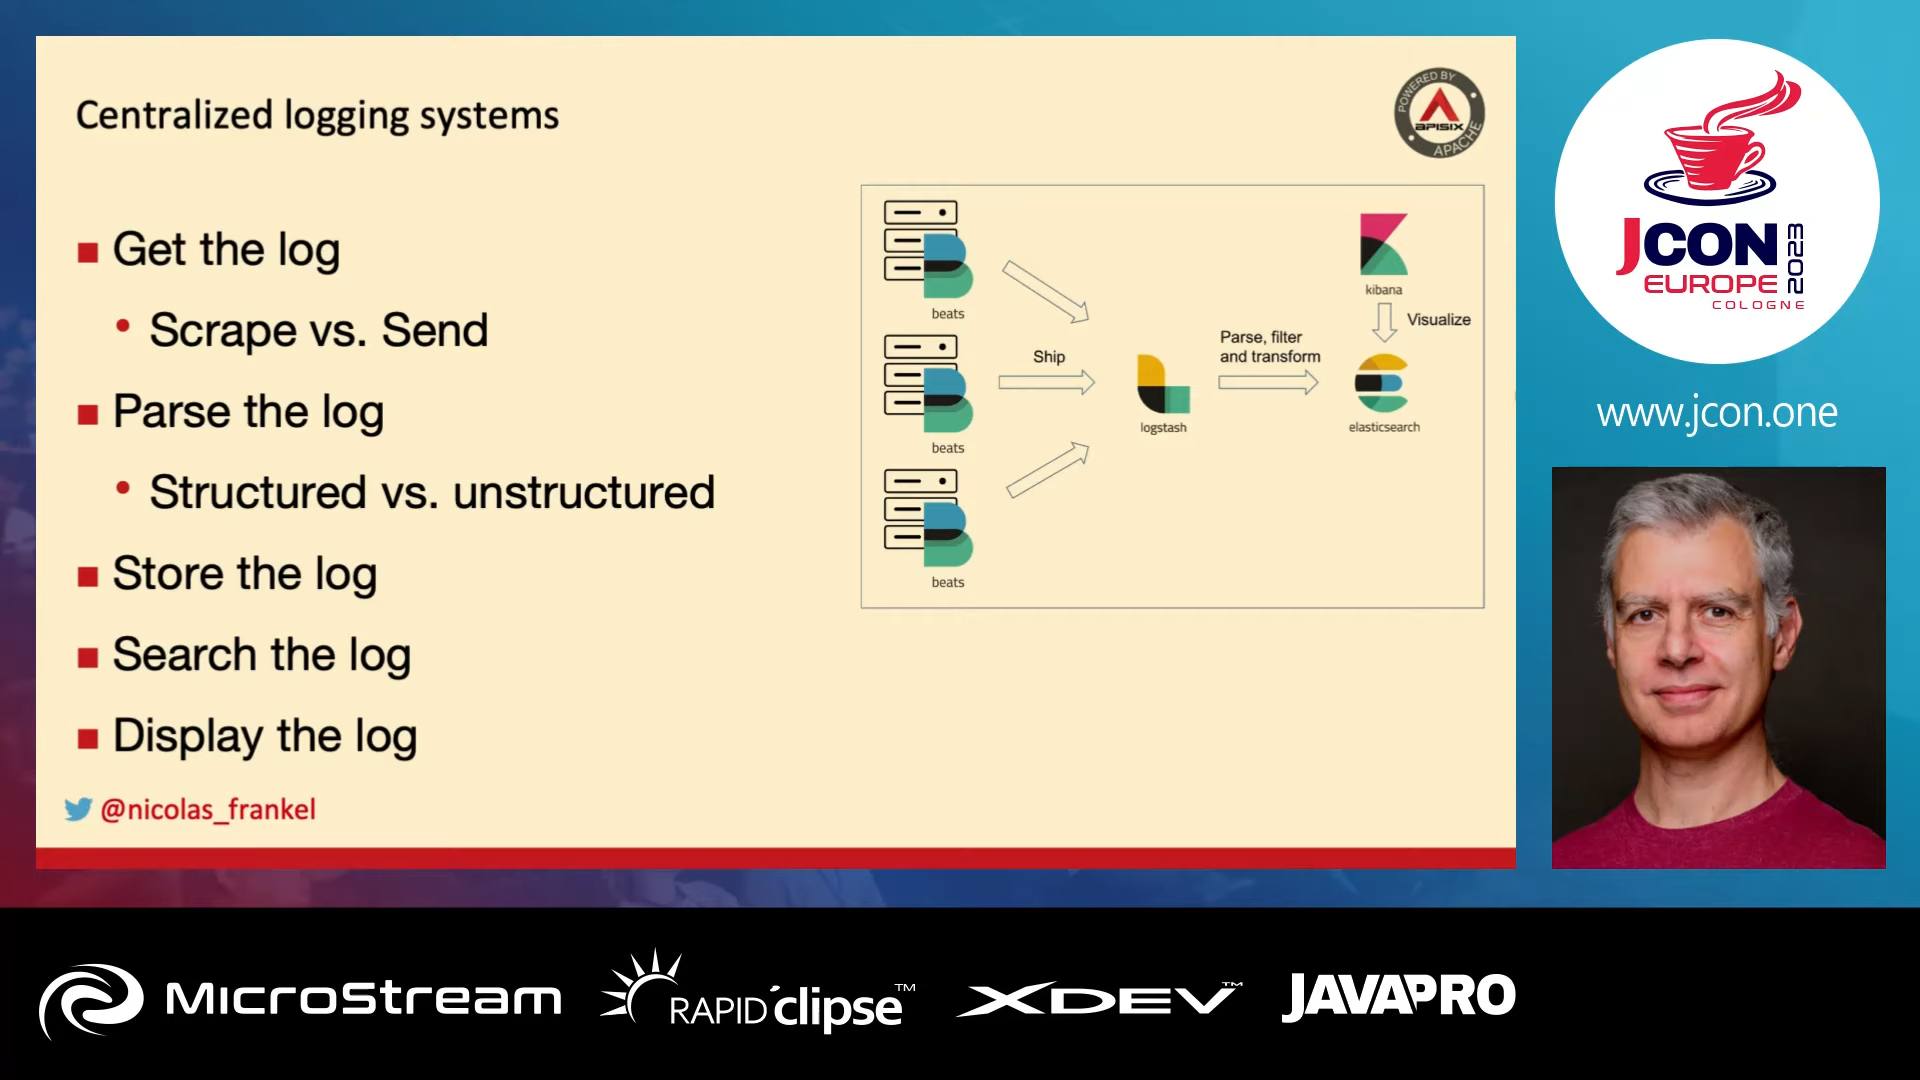 Centralized logging systems
POWERED BY
APISIX
APACHE
Get the log
Scrape vs. Send
Parse the log
Structured vs. unstructured
Store the log
Search the log
Display the log
@nicolas_frankel
beats
beats
beats
Ship
logstash
Parse, filter
and transform
kibana
Visualize
elasticsearch
JCON
EUROPE
2023
COLOGNE
www.jcon.one
MicroStream
RAPID'clipse™
XDEV™
JAVAPRO